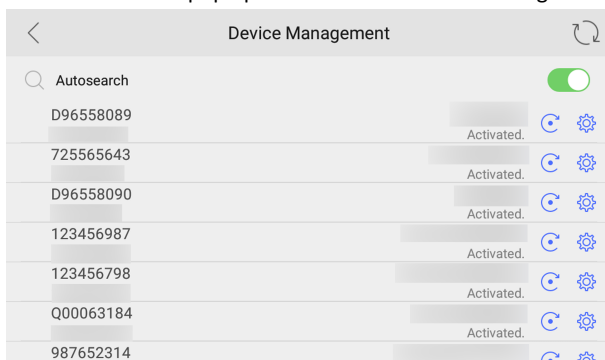 Device Management
Autosearch
D96558089
Activated.
725565643
Activated.
D96558090
Activated.
123456987
Activated.
123456798
Activated.
Q00063184
Activated.
987652314